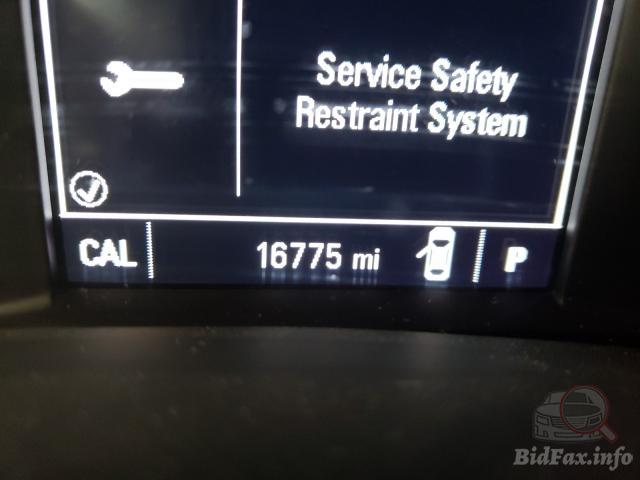 Service Safety
Restraint System
CAL 16775 mi P
BidFax.info